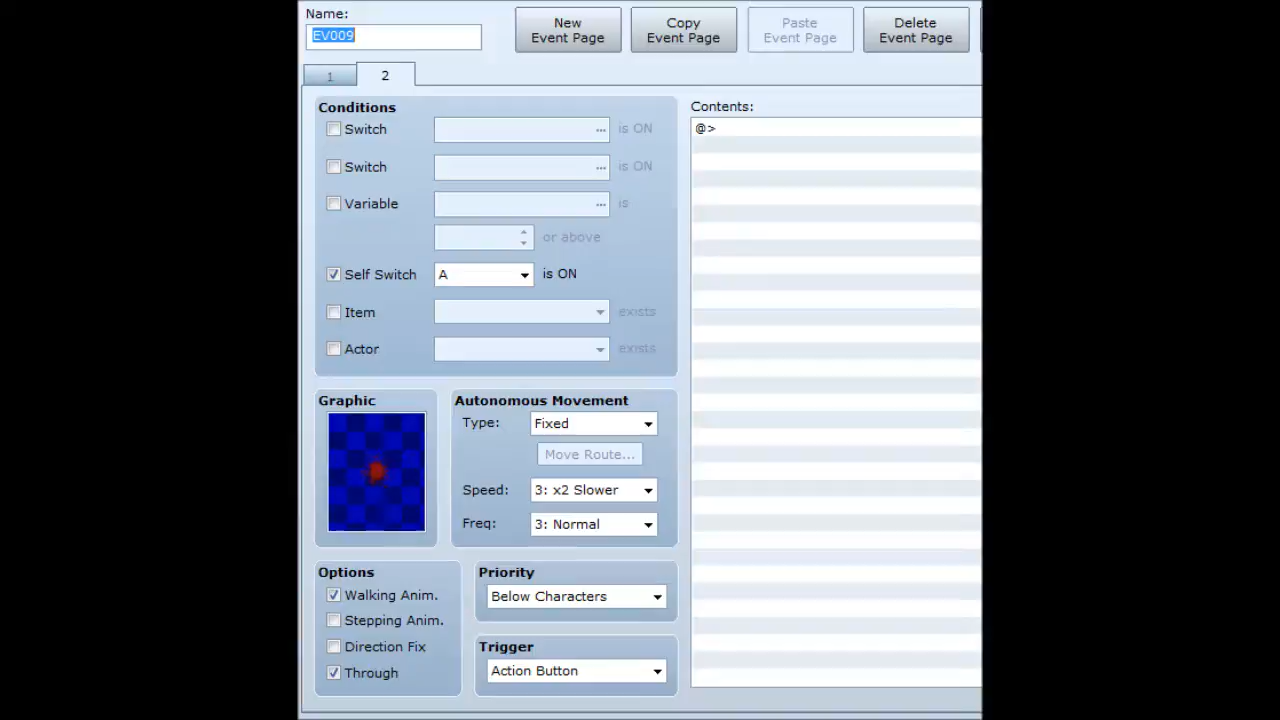 Name:
EV009
New
Event Page
Copy
Event Page
Paste
Event Page
Delete
Event Page
1
2
Conditions
Switch ... is ON
Switch ... is ON
Variable ... is
or above
Self Switch A is ON
Item exists
Actor exists
Contents:
@>
Graphic
Autonomous Movement
Type: Fixed
Move Route...
Speed: 3: x2 Slower
Freq: 3: Normal
Options
Walking Anim.
Stepping Anim.
Direction Fix
Through
Priority
Below Characters
Trigger
Action Button